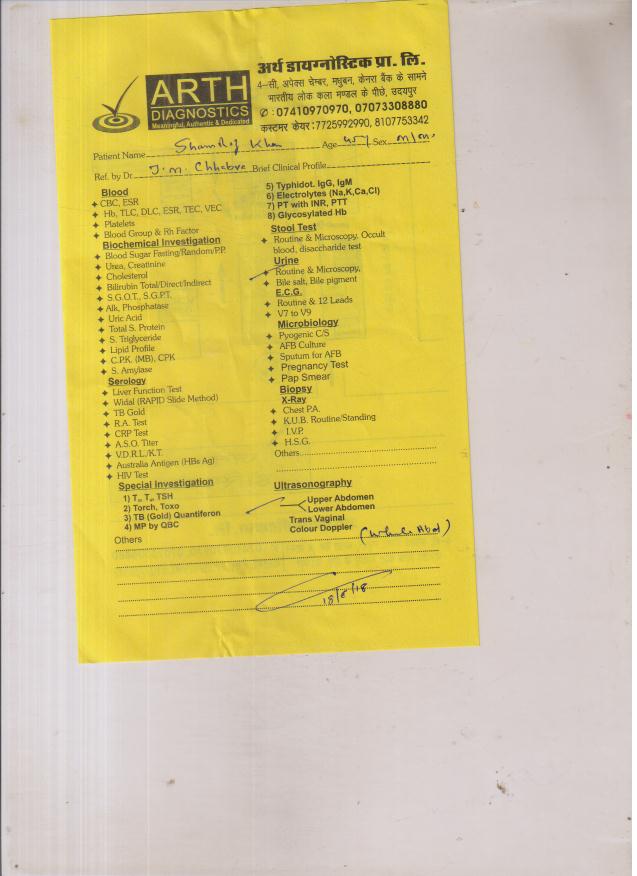 ARTH
DIAGNOSTICS
Meaningful, Authentic & Dedicated
अर्थ डायग्नोस्टिक प्रा. लि.
4-सी, अपेक्स चेम्बर, मधुबन, केनरा बैंक के सामने
भारतीय लोक कला मण्डल के पीछे, उदयपुर
✆ : 07410970970, 07073308880
कस्टमर केयर : 7725992990, 8107753342
Patient Name Khan Age 45y Sex
Ref. by Dr. J.M. Chhabra Brief Clinical Profile
Blood
CBC, ESR
Hb, TLC, DLC, ESR, TEC, VEC
Platelets
Blood Group & Rh Factor
Biochemical Investigation
Blood Sugar Fasting/Random/P.P.
Urea, Creatinine
Cholesterol
Bilirubin Total/Direct/Indirect
S.G.O.T., S.G.P.T.
Alk, Phosphatase
Uric Acid
Total S. Protein
S. Triglyceride
Lipid Profile
C.P.K. (MB), CPK
S. Amylase
Serology
Liver Function Test
Widal (RAPID Slide Method)
TB Gold
R.A. Test
CRP Test
A.S.O. Titer
V.D.R.L./K.T.
Australia Antigen (HBs Ag)
HIV Test
Special Investigation
1) T₃, T₄, TSH
2) Torch, Toxo
3) TB (Gold) Quantiferon
4) MP by QBC
Others
5) Typhidot. IgG, IgM
6) Electrolytes (Na,K,Ca,Cl)
7) PT with INR, PTT
8) Glycosylated Hb
Stool Test
Routine & Microscopy, Occult
blood, disaccharide test
Urine
Routine & Microscopy,
Bile salt, Bile pigment
E.C.G.
Routine & 12 Leads
V7 to V9
Microbiology
Pyogenic C/S
AFB Culture
Sputum for AFB
Pregnancy Test
Pap Smear
Biopsy
X-Ray
Chest P.A.
K.U.B. Routine/Standing
I.V.P.
H.S.G.
Others
Ultrasonography
Upper Abdomen
Lower Abdomen
Trans Vaginal
Colour Doppler (Whole Abd)
18/8/18